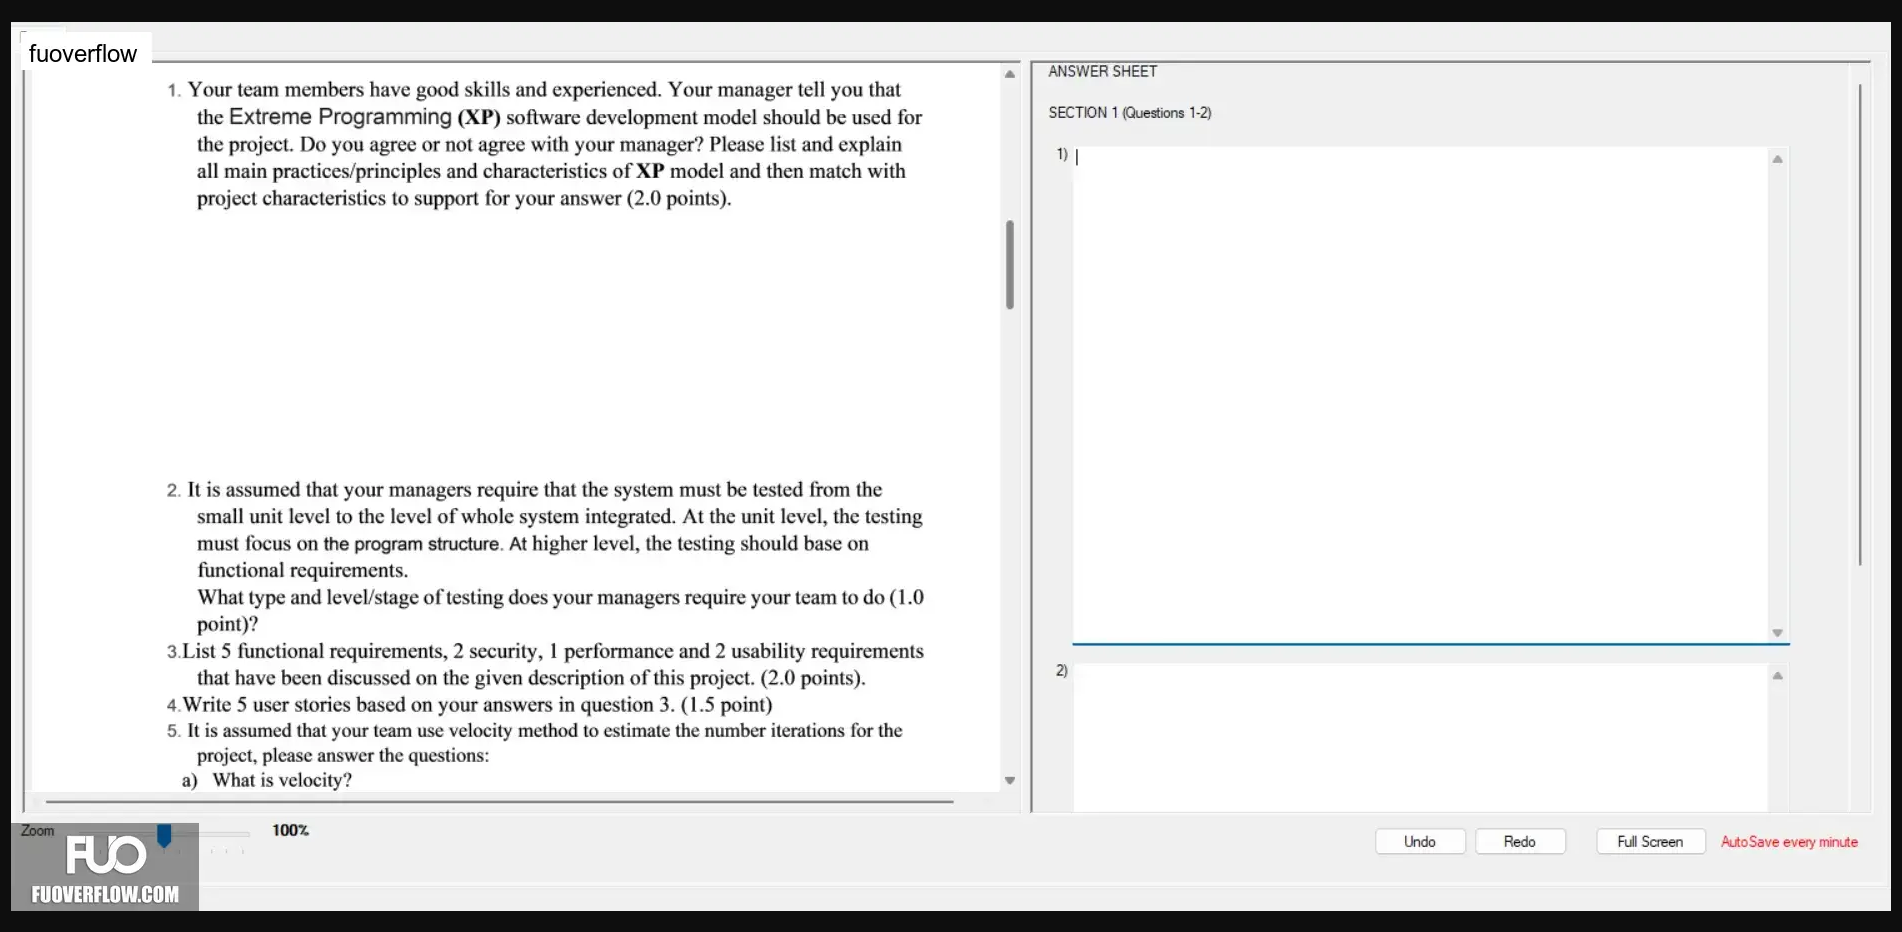 fuoverflow
1. Your team members have good skills and experienced. Your manager tell you that
the Extreme Programming (XP) software development model should be used for
the project. Do you agree or not agree with your manager? Please list and explain
all main practices/principles and characteristics of XP model and then match with
project characteristics to support for your answer (2.0 points).
2. It is assumed that your managers require that the system must be tested from the
small unit level to the level of whole system integrated. At the unit level, the testing
must focus on the program structure. At higher level, the testing should base on
functional requirements.
What type and level/stage of testing does your managers require your team to do (1.0
point)?
3.List 5 functional requirements, 2 security, 1 performance and 2 usability requirements
that have been discussed on the given description of this project. (2.0 points).
4.Write 5 user stories based on your answers in question 3. (1.5 point)
5. It is assumed that your team use velocity method to estimate the number iterations for the
project, please answer the questions:
a) What is velocity?
ANSWER SHEET
SECTION 1 (Questions 1-2)
1)
2)
Zoom
100%
Undo
Redo
Full Screen
AutoSave every minute
FUO
FUOVERFLOW.COM